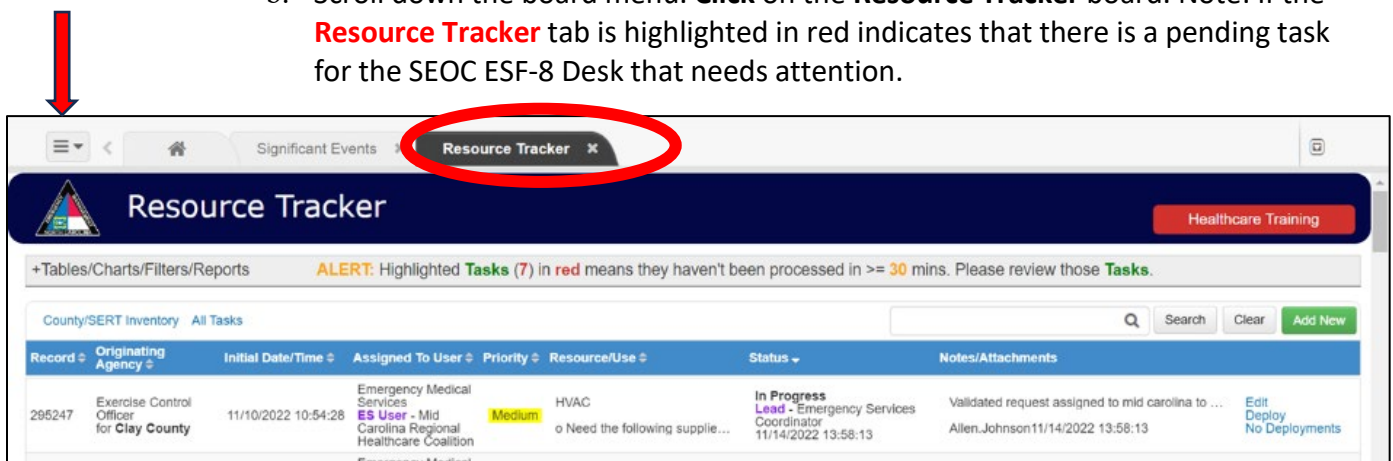 Scroll down the board menu. Click on the Resource Tracker board. Note: if the
Resource Tracker tab is highlighted in red indicates that there is a pending task
for the SEOC ESF-8 Desk that needs attention.
Significant Events Resource Tracker ×
Resource Tracker
Healthcare Training
+Tables/Charts/Filters/Reports ALERT: Highlighted Tasks (7) in red means they haven't been processed in >= 30 mins. Please review those Tasks.
County/SERT Inventory All Tasks Search Clear Add New
Record Originating Agency Initial Date/Time Assigned To User Priority Resource/Use Status Notes/Attachments
295247
Exercise Control
Officer
for Clay County
11/10/2022 10:54:28
Emergency Medical
Services
ES User - Mid
Carolina Regional
Healthcare Coalition
Medium
HVAC
o Need the following supplie...
In Progress
Lead - Emergency Services
Coordinator
11/14/2022 13:58:13
Validated request assigned to mid carolina to ...
Allen.Johnson11/14/2022 13:58:13
Edit
Deploy
No Deployments